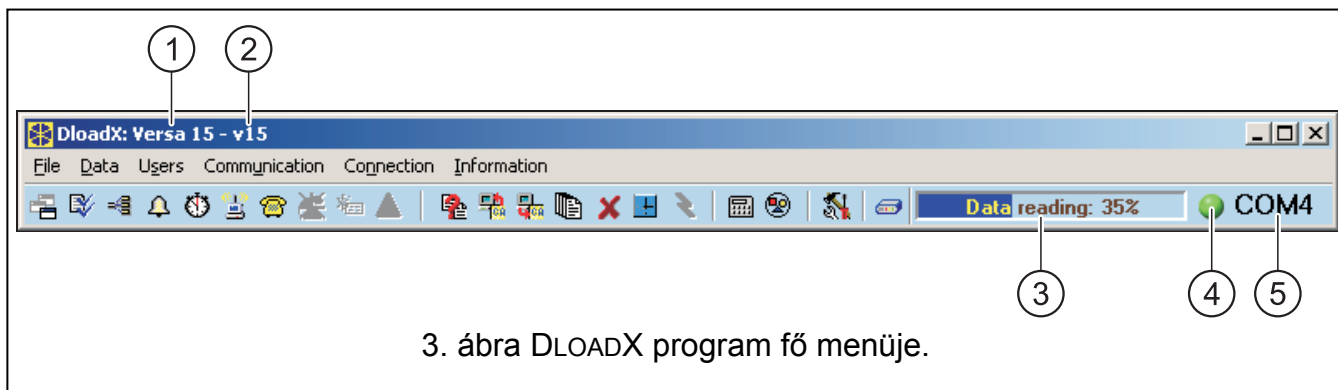 1 2
DloadX: Versa 15 - v15
File Data Users Communication Connection Information
Data reading: 35% COM4
3 4 5
3. ábra DLOADX program fő menüje.